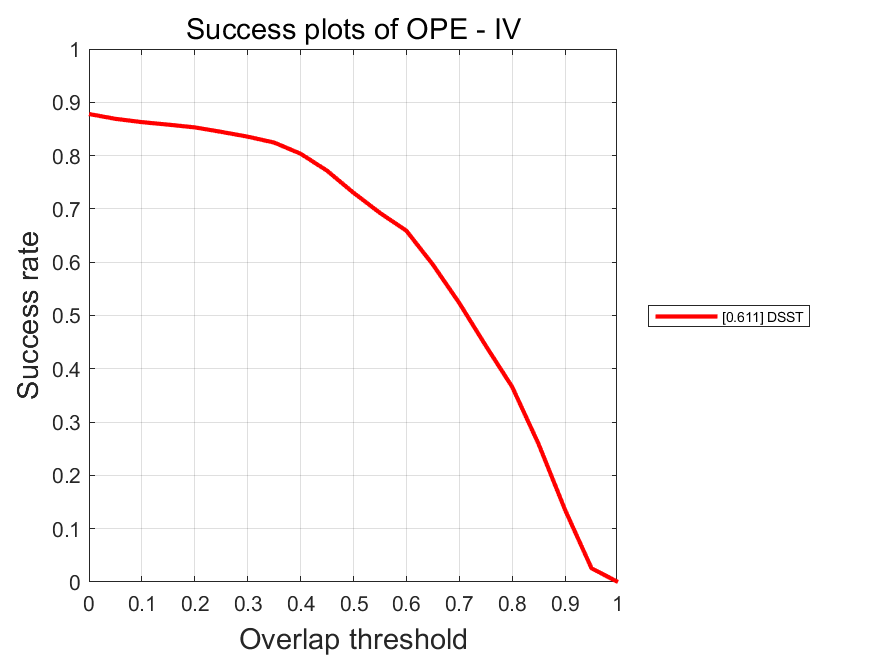 Success plots of OPE - IV
1
0.9
0.8
0.7
0.6
0.5
0.4
0.3
0.2
0.1
0
Success rate
0 0.1 0.2 0.3 0.4 0.5 0.6 0.7 0.8 0.9 1
Overlap threshold
[0.611] DSST